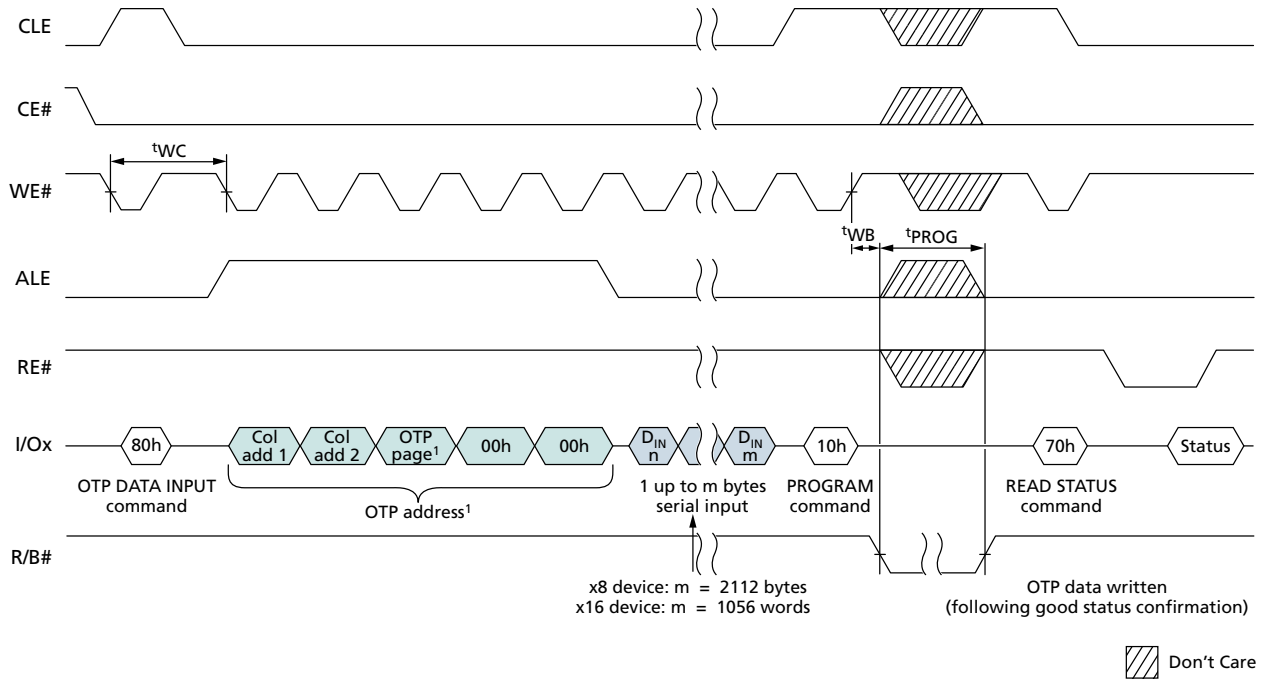 CLE
CE#
tWC
WE#
tWB
tPROG
ALE
RE#
I/Ox
80h
Col
add 1
Col
add 2
OTP
page1
00h
00h
DIN
n
DIN
m
10h
70h
Status
OTP DATA INPUT
command
OTP address1
1 up to m bytes
serial input
PROGRAM
command
READ STATUS
command
R/B#
x8 device: m = 2112 bytes
x16 device: m = 1056 words
OTP data written
(following good status confirmation)
Don't Care